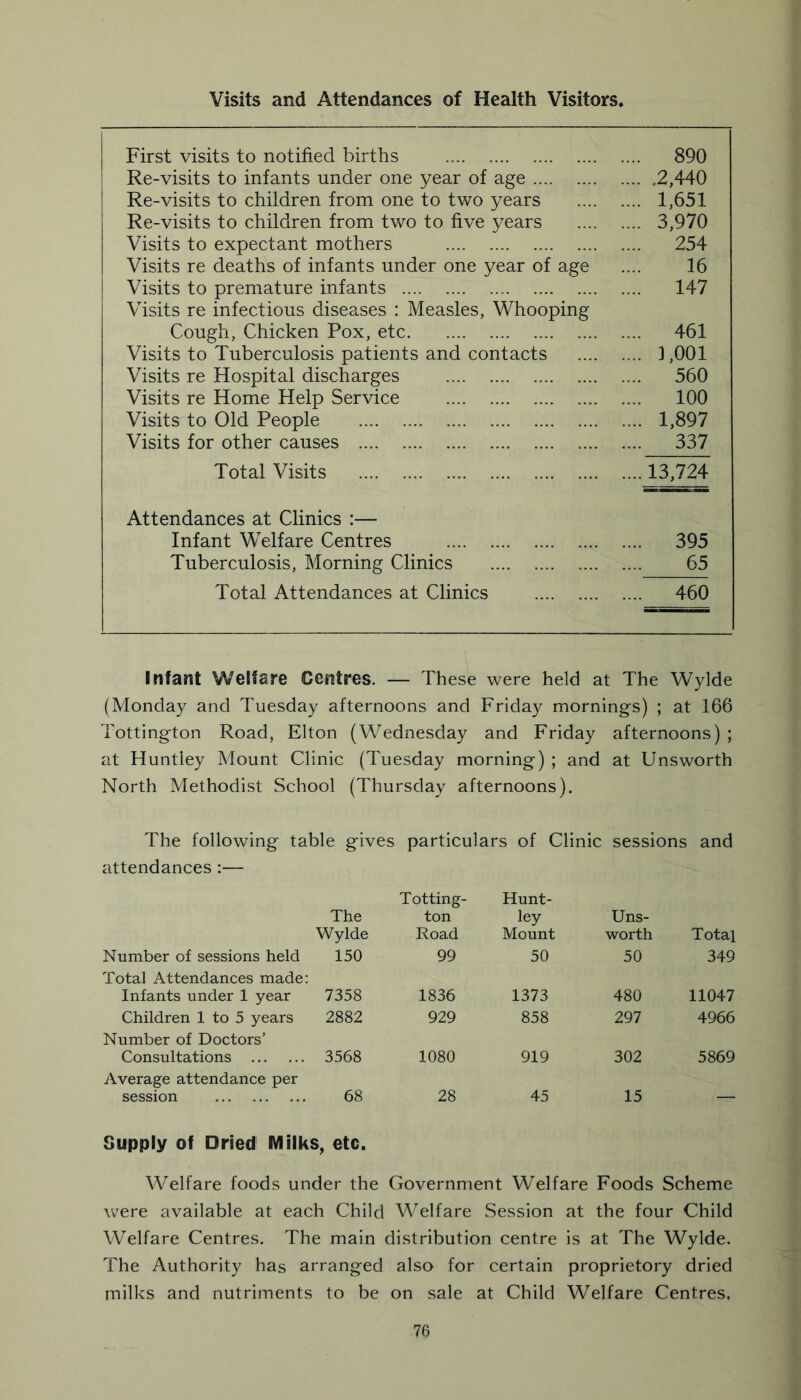 Visits and Attendances of Health Visitors.
First visits to notified births .... .... .... .... .... 890
Re-visits to infants under one year of age .... .... .... .2,440
Re-visits to children from one to two years .... .... 1,651
Re-visits to children from two to five years .... .... 3,970
Visits to expectant mothers .... .... .... .... .... 254
Visits re deaths of infants under one year of age .... 16
Visits to premature infants .... .... .... .... .... .... 147
Visits re infectious diseases : Measles, Whooping
Cough, Chicken Pox, etc. .... .... .... .... .... 461
Visits to Tuberculosis patients and contacts .... .... 1,001
Visits re Hospital discharges .... .... .... .... .... 560
Visits re Home Help Service .... .... .... .... .... 100
Visits to Old People .... .... .... .... .... .... .... 1,897
Visits for other causes .... .... .... .... .... .... .... 337
Total Visits .... .... .... .... .... .... .... 13,724
Attendances at Clinics :—
Infant Welfare Centres .... .... .... .... .... 395
Tuberculosis, Morning Clinics .... .... .... .... 65
Total Attendances at Clinics .... .... .... 460
Infant Welfare Centres. — These were held at The Wylde
(Monday and Tuesday afternoons and Friday mornings) ; at 166
Tottington Road, Elton (Wednesday and Friday afternoons) ;
at Huntley Mount Clinic (Tuesday morning) ; and at Unsworth
North Methodist School (Thursday afternoons).
The following table gives particulars of Clinic sessions and
attendances :—
Totting- Hunt-
The ton ley Uns-
Wylde Road Mount worth Total
Number of sessions held 150 99 50 50 349
Total Attendances made:
Infants under 1 year 7358 1836 1373 480 11047
Children 1 to 5 years 2882 929 858 297 4966
Number of Doctors'
Consultations ... ... 3568 1080 919 302 5869
Average attendance per
session ... ... ... 68 28 45 15 —
Supply of Dried Milks, etc.
Welfare foods under the Government Welfare Foods Scheme
were available at each Child Welfare Session at the four Child
Welfare Centres. The main distribution centre is at The Wylde.
The Authority has arranged also for certain proprietory dried
milks and nutriments to be on sale at Child Welfare Centres,
76